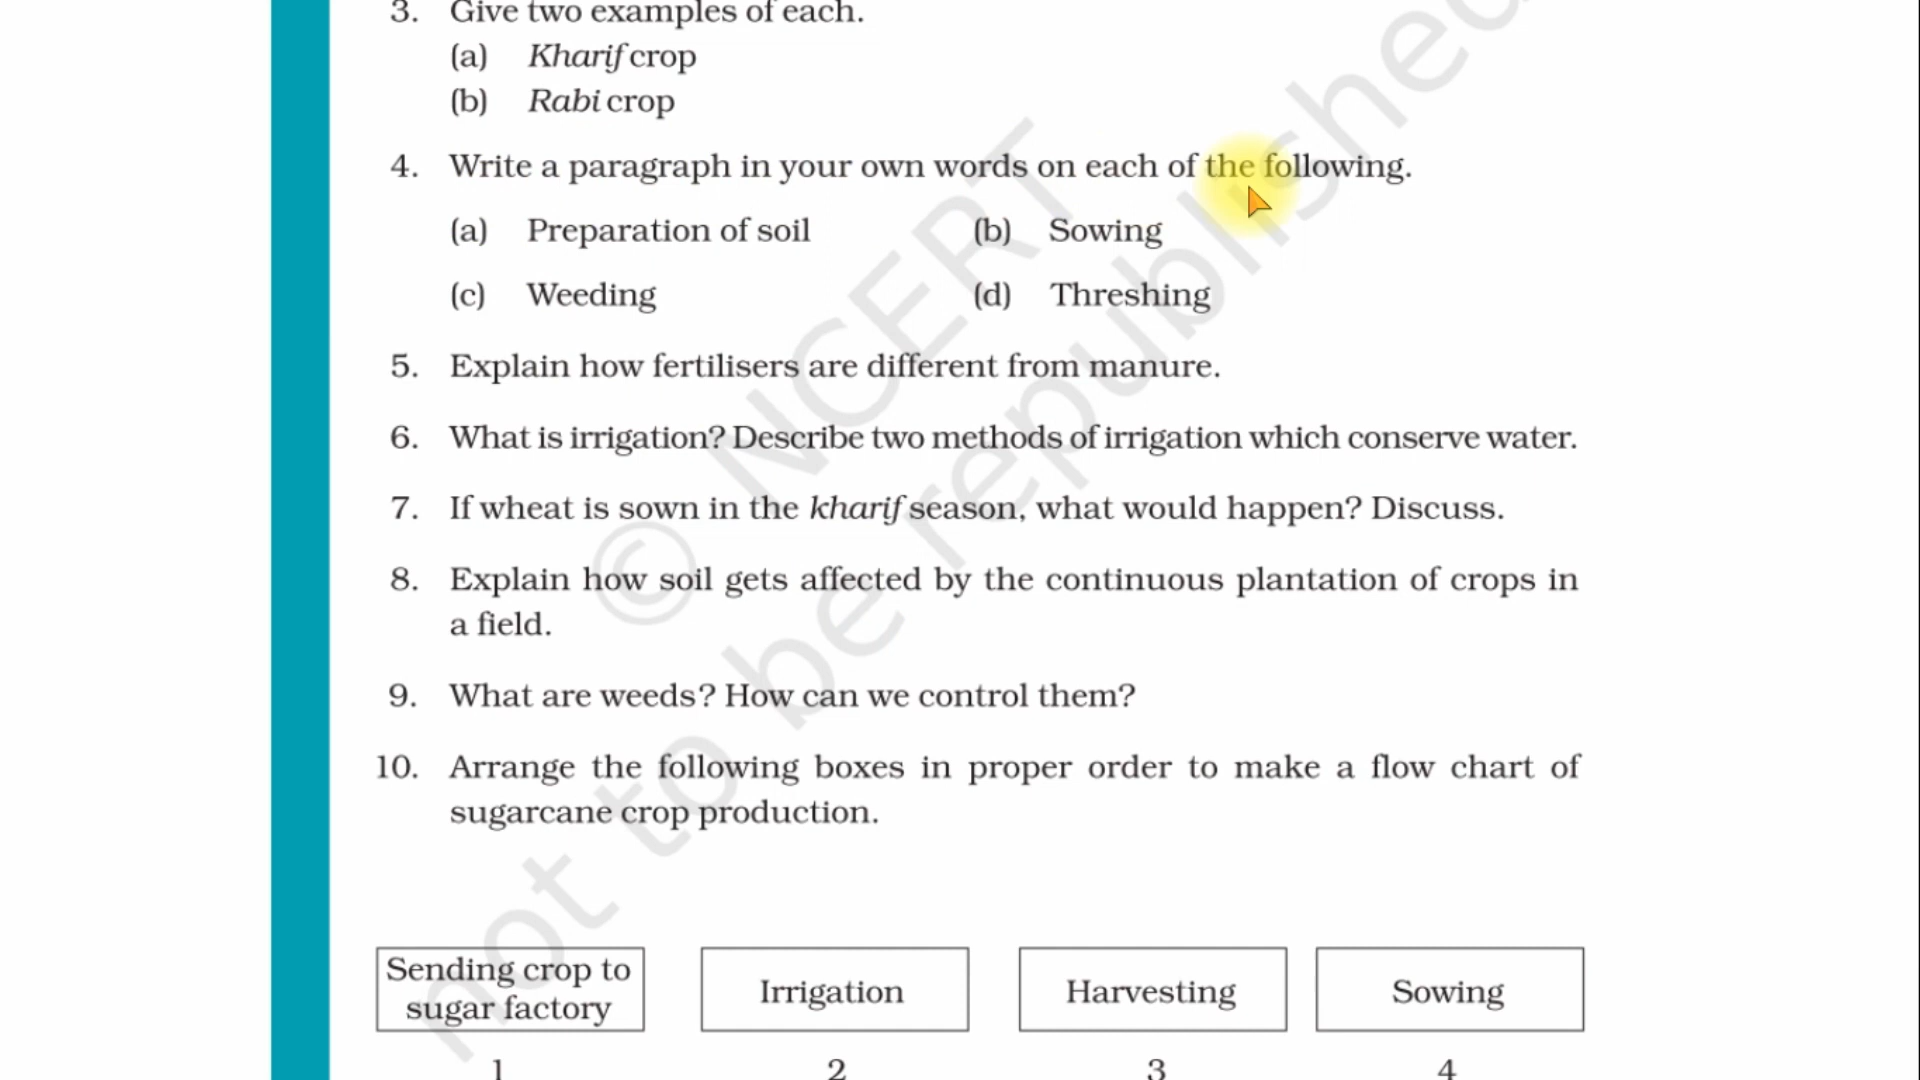 3. Give two examples of each.
(a) Kharif crop
(b) Rabi crop
4. Write a paragraph in your own words on each of the following.
(a) Preparation of soil (b) Sowing
(c) Weeding (d) Threshing
5. Explain how fertilisers are different from manure.
6. What is irrigation? Describe two methods of irrigation which conserve water.
7. If wheat is sown in the kharif season, what would happen? Discuss.
8. Explain how soil gets affected by the continuous plantation of crops in
a field.
9. What are weeds? How can we control them?
10. Arrange the following boxes in proper order to make a flow chart of
sugarcane crop production.
Sending crop to
sugar factory
Irrigation
Harvesting
Sowing
1 2 3 4
© NCERT
not to be republished